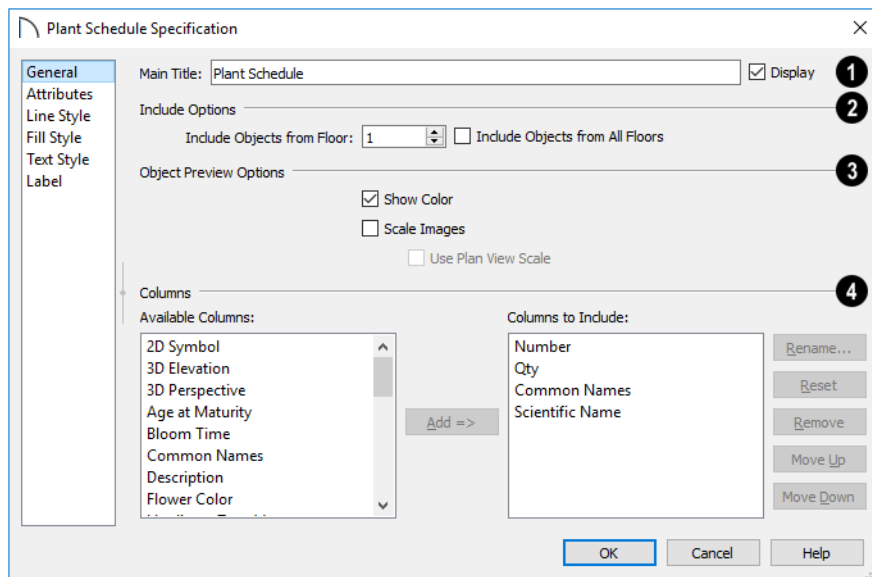 Plant Schedule Specification
General
Attributes
Line Style
Fill Style
Text Style
Label
Main Title: Plant Schedule Display 1
Include Options 2
Include Objects from Floor: 1 Include Objects from All Floors
Object Preview Options 3
Show Color
Scale Images
Use Plan View Scale
Columns 4
Available Columns:
2D Symbol
3D Elevation
3D Perspective
Age at Maturity
Bloom Time
Common Names
Description
Flower Color
Add =>
Columns to Include:
Number
Qty
Common Names
Scientific Name
Rename...
Reset
Remove
Move Up
Move Down
OK Cancel Help